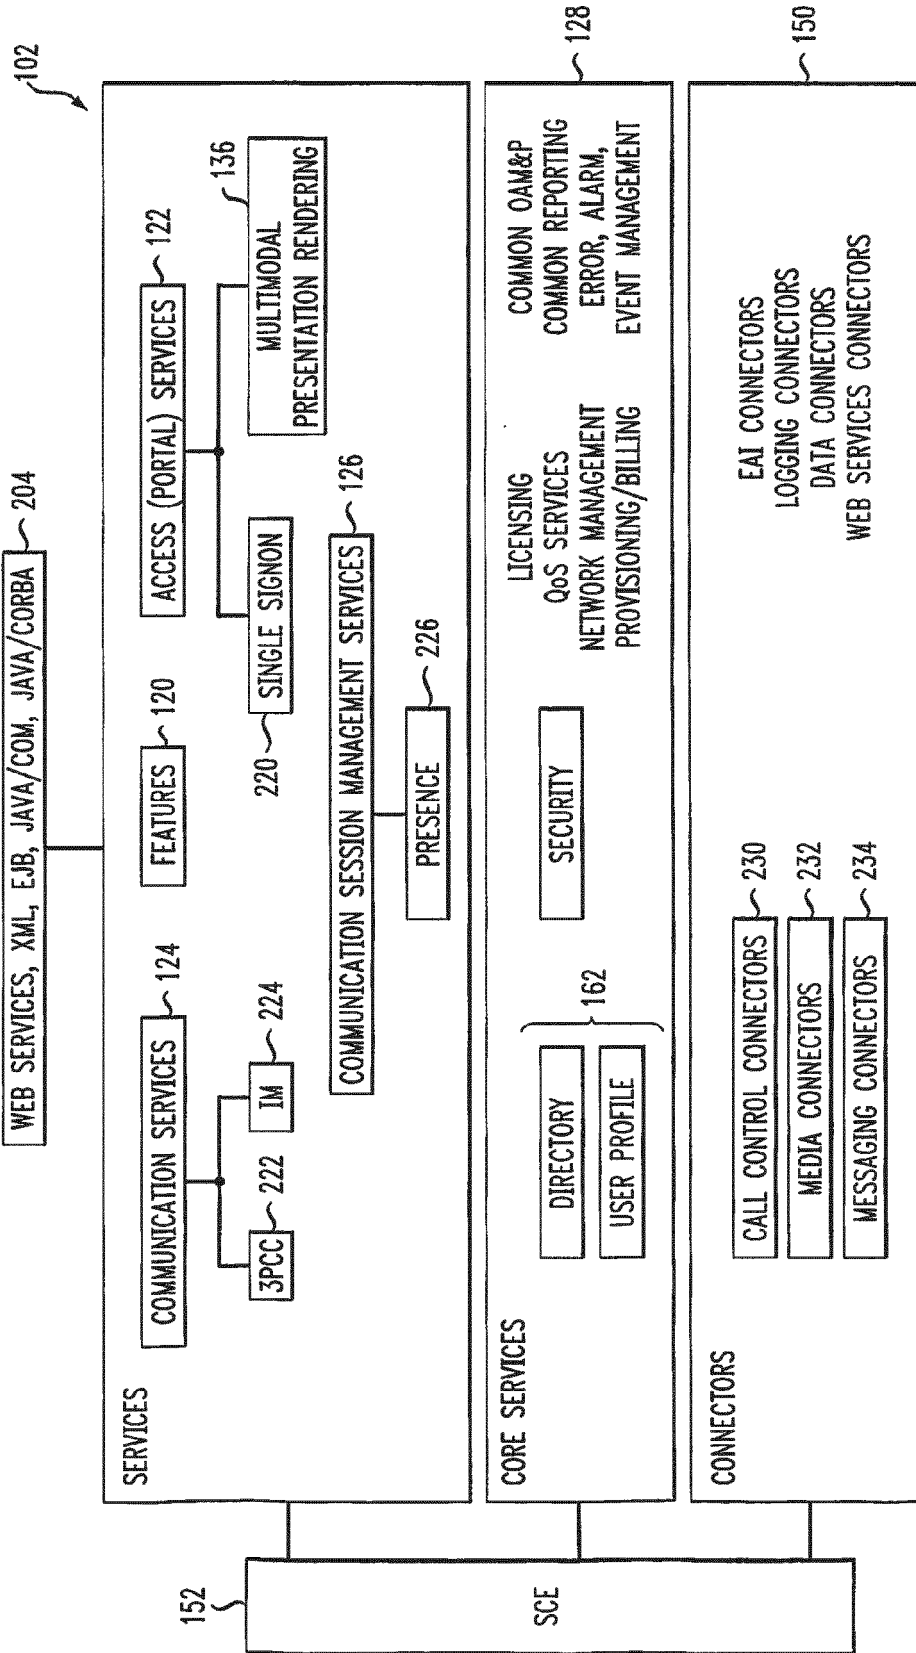 102
WEB SERVICES, XML, EJB, JAVA/COM, JAVA/CORBA
204
SERVICES
COMMUNICATION SERVICES
124
FEATURES
120
ACCESS (PORTAL) SERVICES
122
3PCC
222
IM
224
220
SINGLE SIGNON
MULTIMODAL
PRESENTATION RENDERING
136
COMMUNICATION SESSION MANAGEMENT SERVICES
126
PRESENCE
226
152
SCE
CORE SERVICES
128
DIRECTORY
USER PROFILE
162
SECURITY
LICENSING
QoS SERVICES
NETWORK MANAGEMENT
PROVISIONING/BILLING
COMMON OAM&P
COMMON REPORTING
ERROR, ALARM,
EVENT MANAGEMENT
CONNECTORS
150
CALL CONTROL CONNECTORS
230
MEDIA CONNECTORS
232
MESSAGING CONNECTORS
234
EAI CONNECTORS
LOGGING CONNECTORS
DATA CONNECTORS
WEB SERVICES CONNECTORS